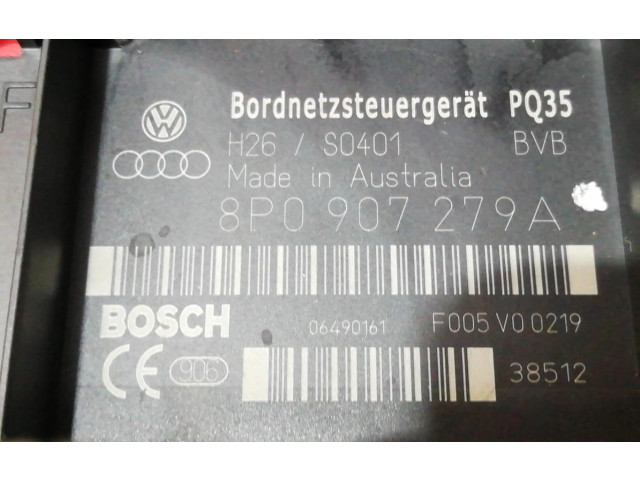 Bordnetzsteuergerät PQ35
H26 / S0401 BVB
Made in Australia
8P0 907 279A
BOSCH 06490161 F005 V0 0219
CE 906 38512
F